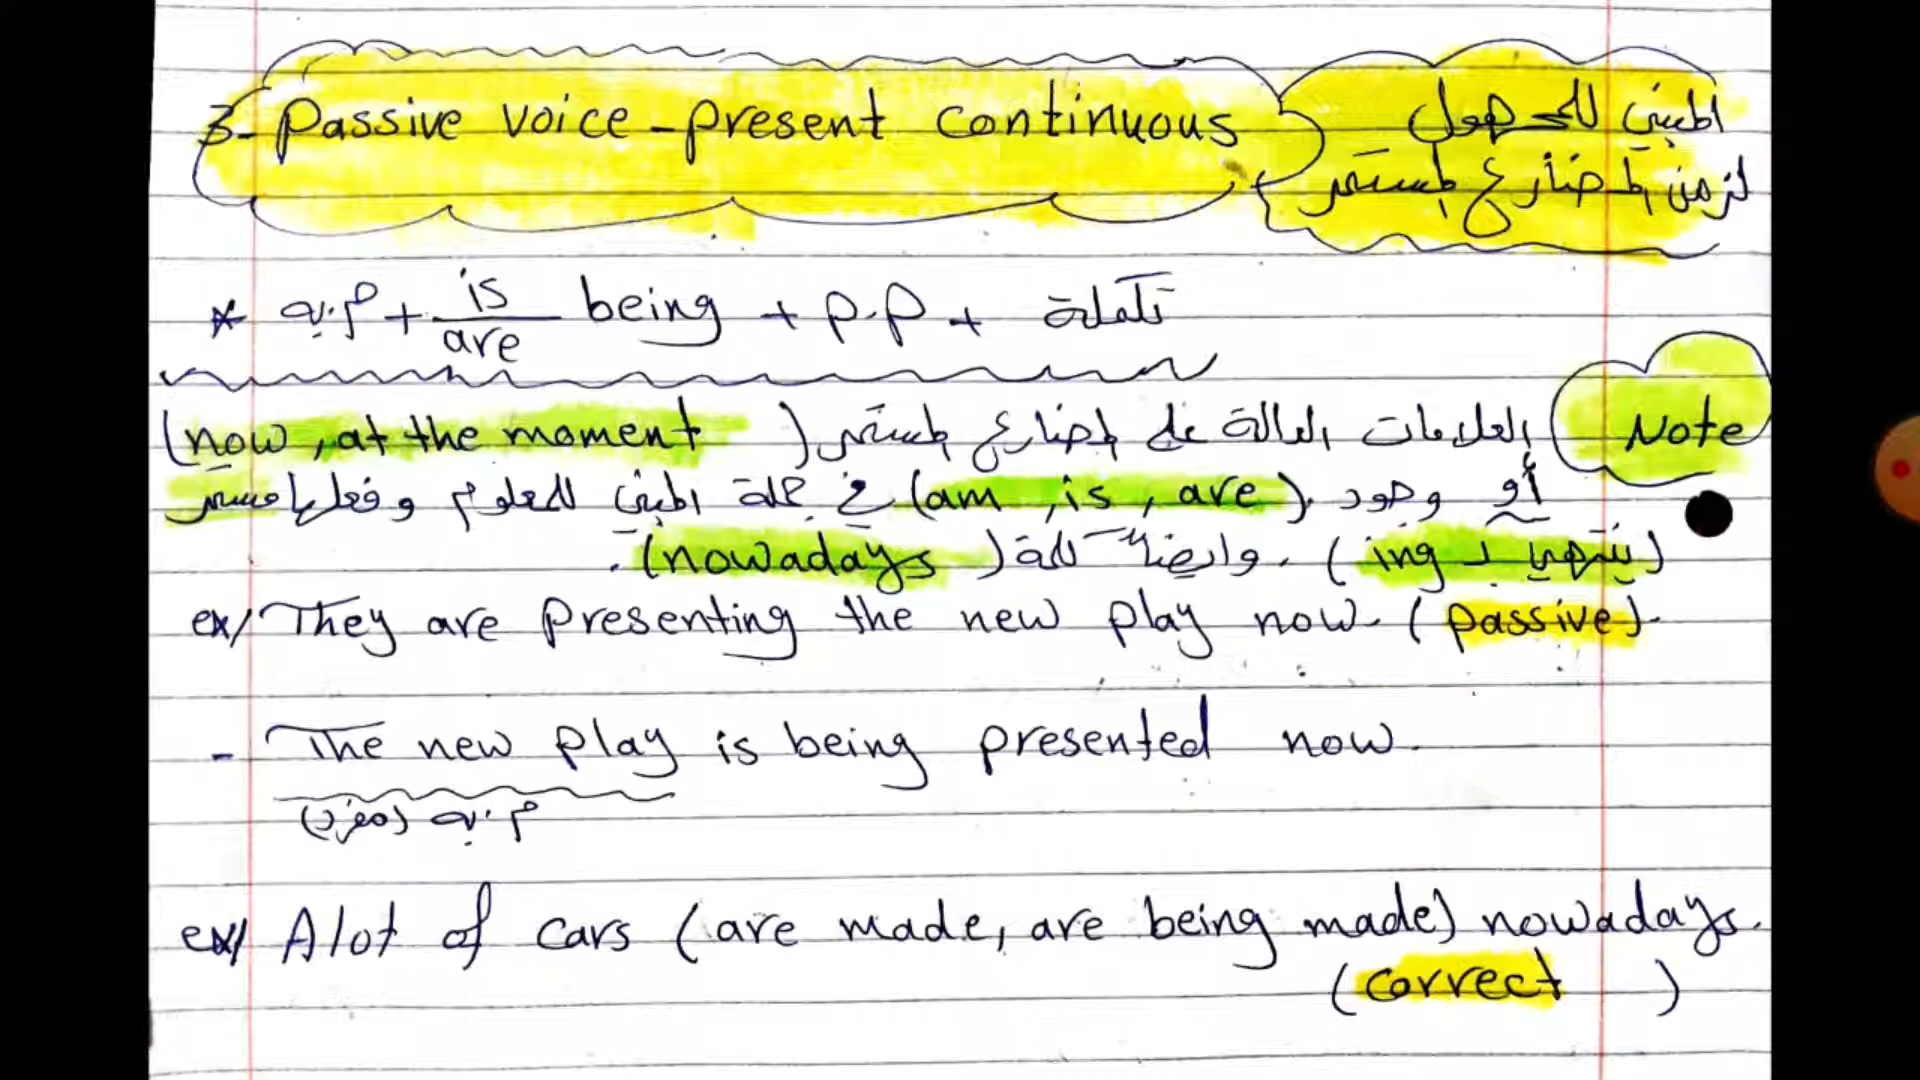 3- Passive voice - present continuous
المبني للمجهول
لزمن المضارع المستمر
* م.به + is/are being + p.p + تكملة
Note
العلامات الدالة على المضارع المستمر (now, at the moment)
أو وجود (am, is, are) في جملة المبني للمعلوم وفعلها مستمر
(ينتهي بـ ing). وايضاً كلمة (nowadays).
ex/ They are presenting the new play now. (passive).
- The new play is being presented now.
م.به (مفرد)
ex/ A lot of cars (are made, are being made) nowadays.
(correct)